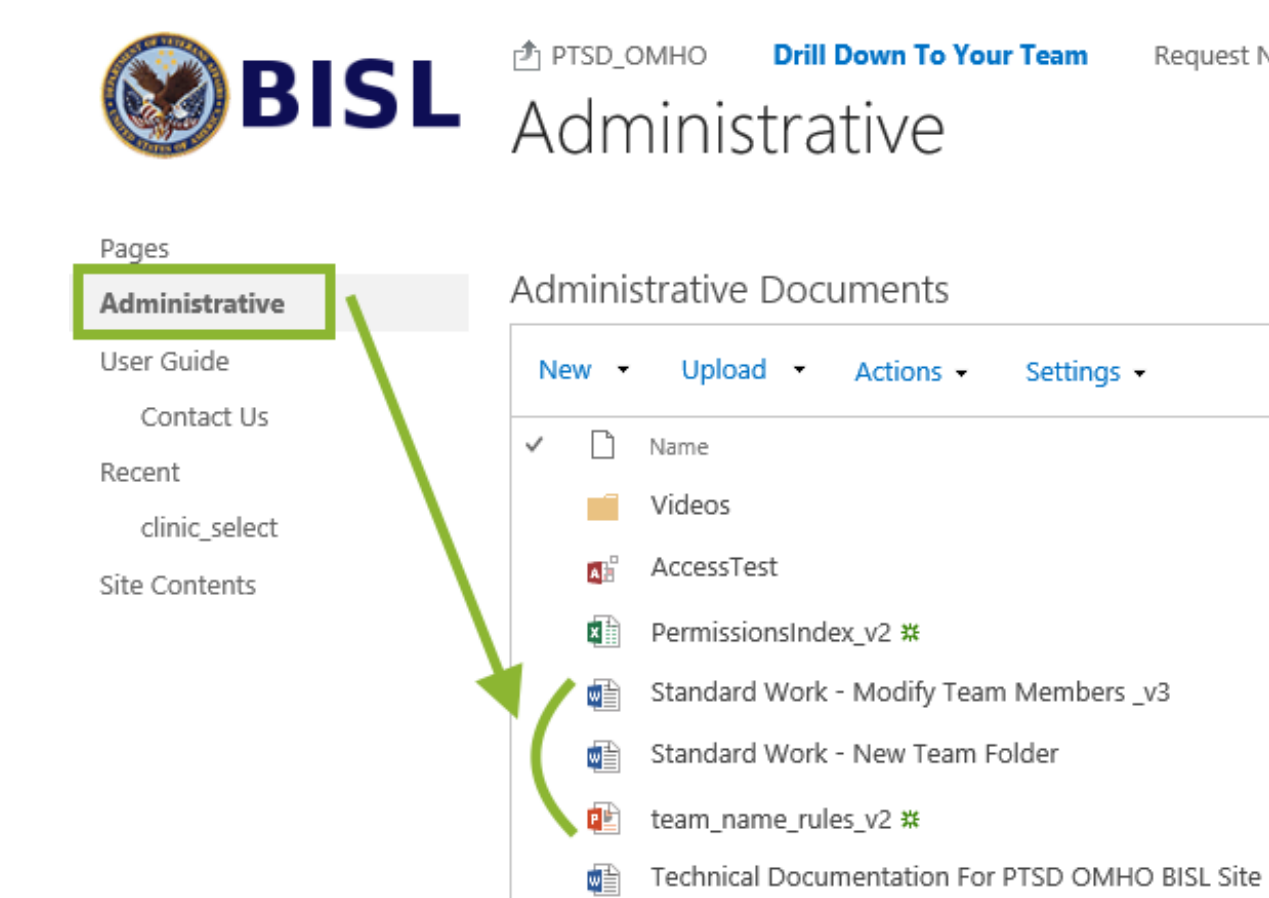 BISL
PTSD_OMHO Drill Down To Your Team Request N
Administrative
Pages
Administrative
User Guide
Contact Us
Recent
clinic_select
Site Contents
Administrative Documents
New Upload Actions Settings
Name
Videos
AccessTest
PermissionsIndex_v2
Standard Work - Modify Team Members _v3
Standard Work - New Team Folder
team_name_rules_v2
Technical Documentation For PTSD OMHO BISL Site